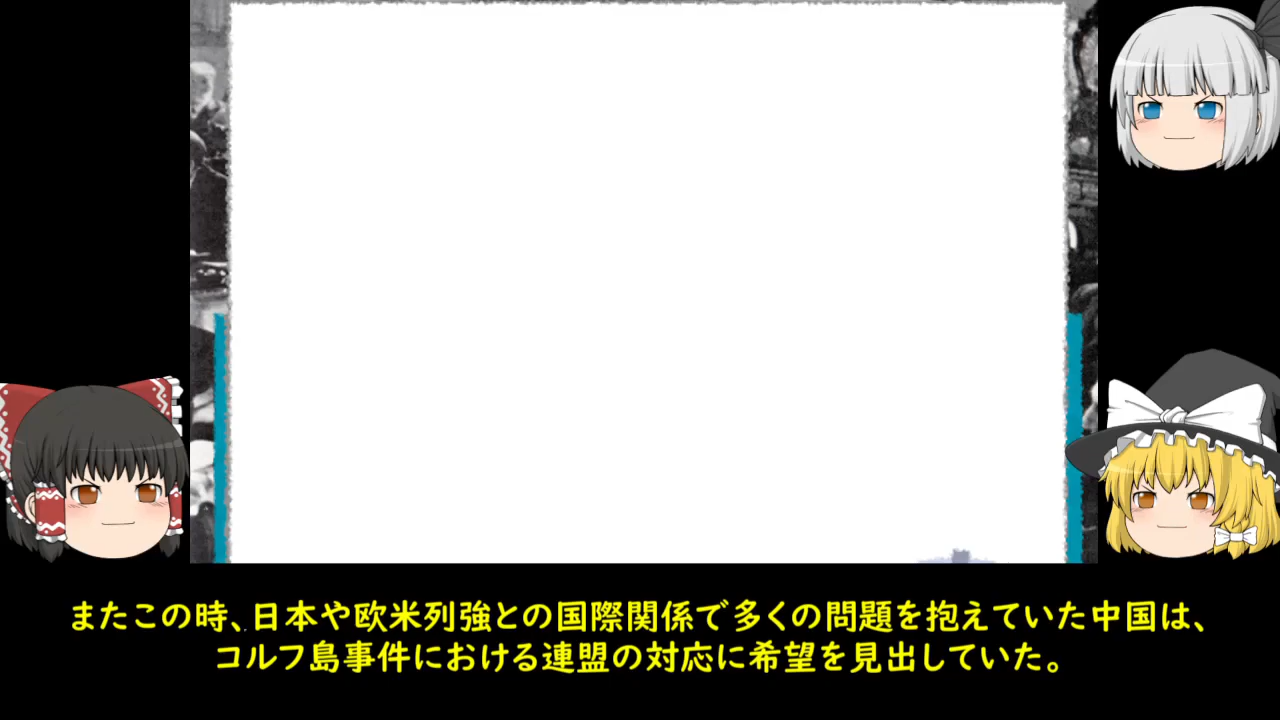 またこの時、日本や欧米列強との国際関係で多くの問題を抱えていた中国は、
コルフ島事件における連盟の対応に希望を見出していた。